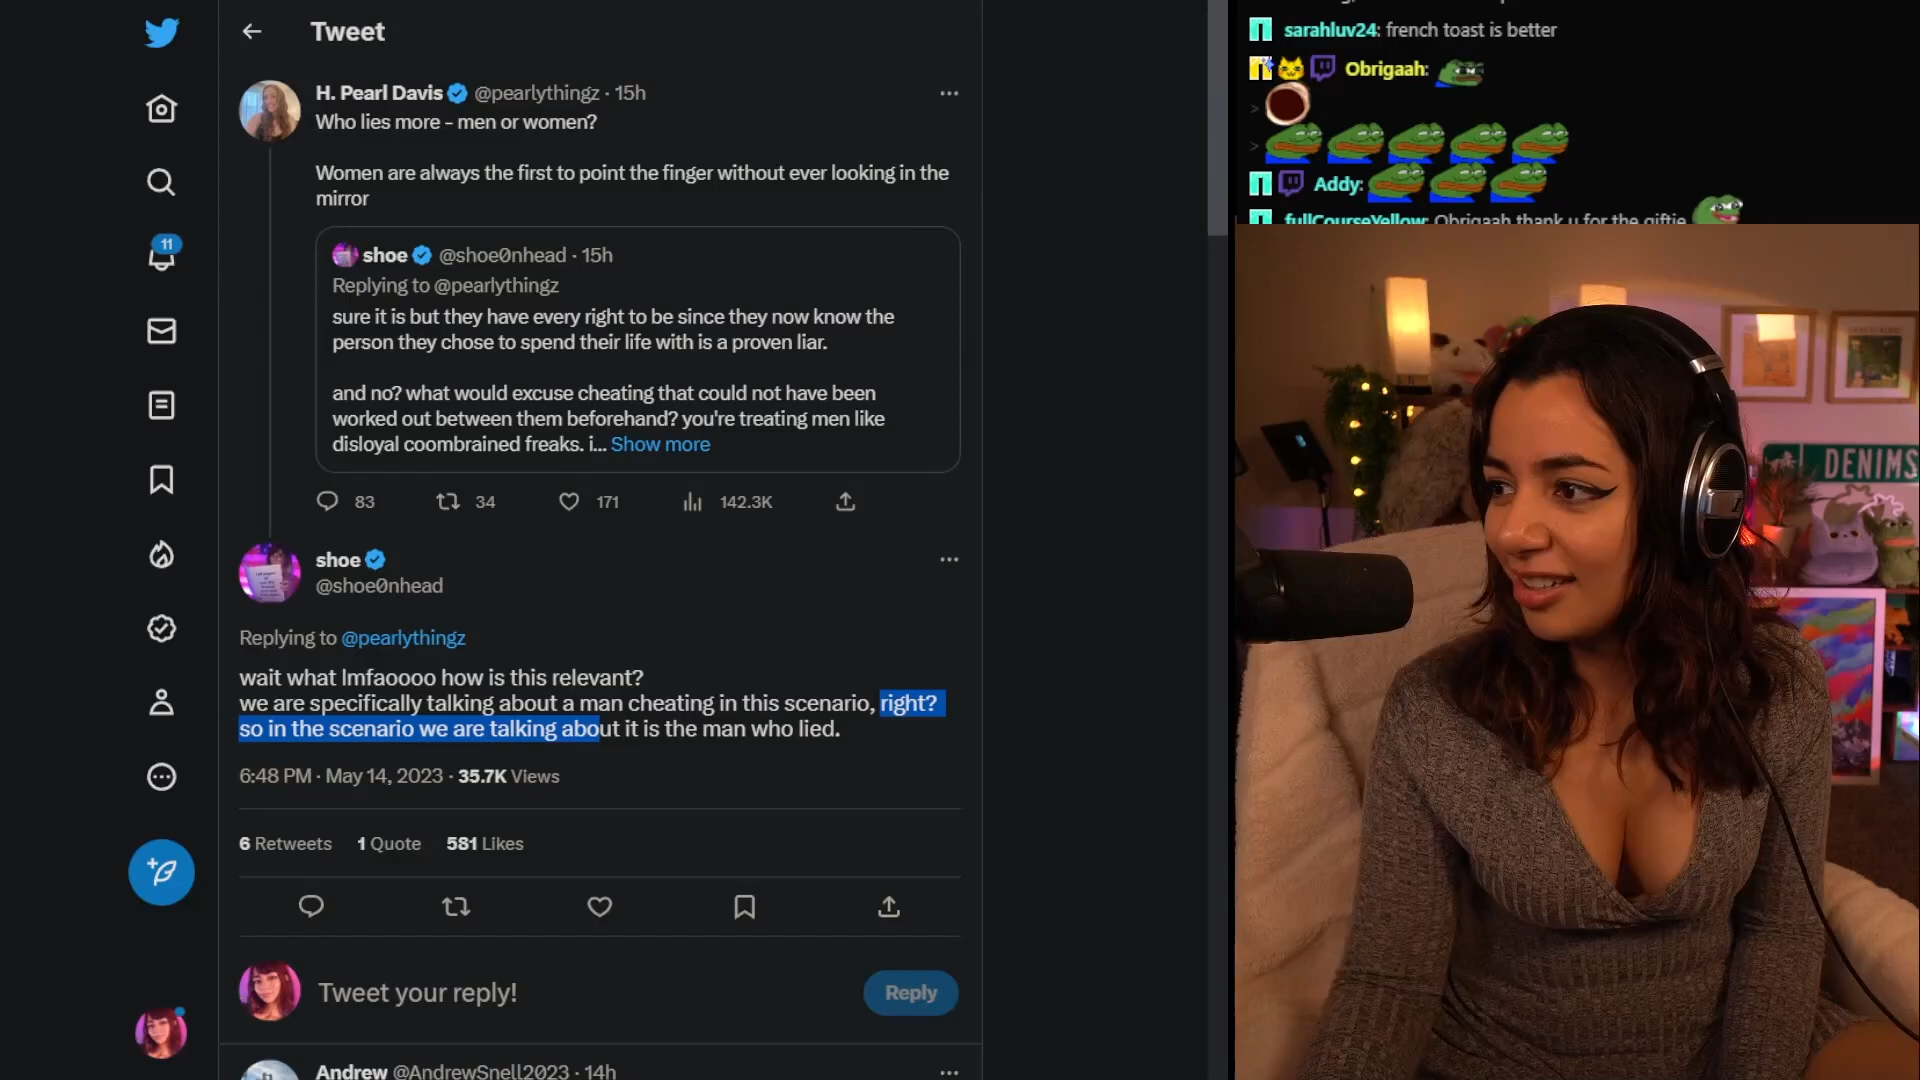 Tweet
H. Pearl Davis @pearlythingz · 15h
Who lies more - men or women?
Women are always the first to point the finger without ever looking in the
mirror
shoe @shoe0nhead · 15h
Replying to @pearlythingz
sure it is but they have every right to be since they now know the
person they chose to spend their life with is a proven liar.
and no? what would excuse cheating that could not have been
worked out between them beforehand? you're treating men like
disloyal coombrained freaks. i... Show more
83 34 171 142.3K
shoe
@shoe0nhead
Replying to @pearlythingz
wait what lmfaoooo how is this relevant?
we are specifically talking about a man cheating in this scenario, right?
so in the scenario we are talking about it is the man who lied.
6:48 PM · May 14, 2023 · 35.7K Views
6 Retweets 1 Quote 581 Likes
Tweet your reply!
Reply
Andrew @AndrewSnell2023 · 14h
11
sarahluv24: french toast is better
Obrigaah:
>
>
Addy:
fullCourseYellow: Obrigaah thank u for the giftie
DENIMS